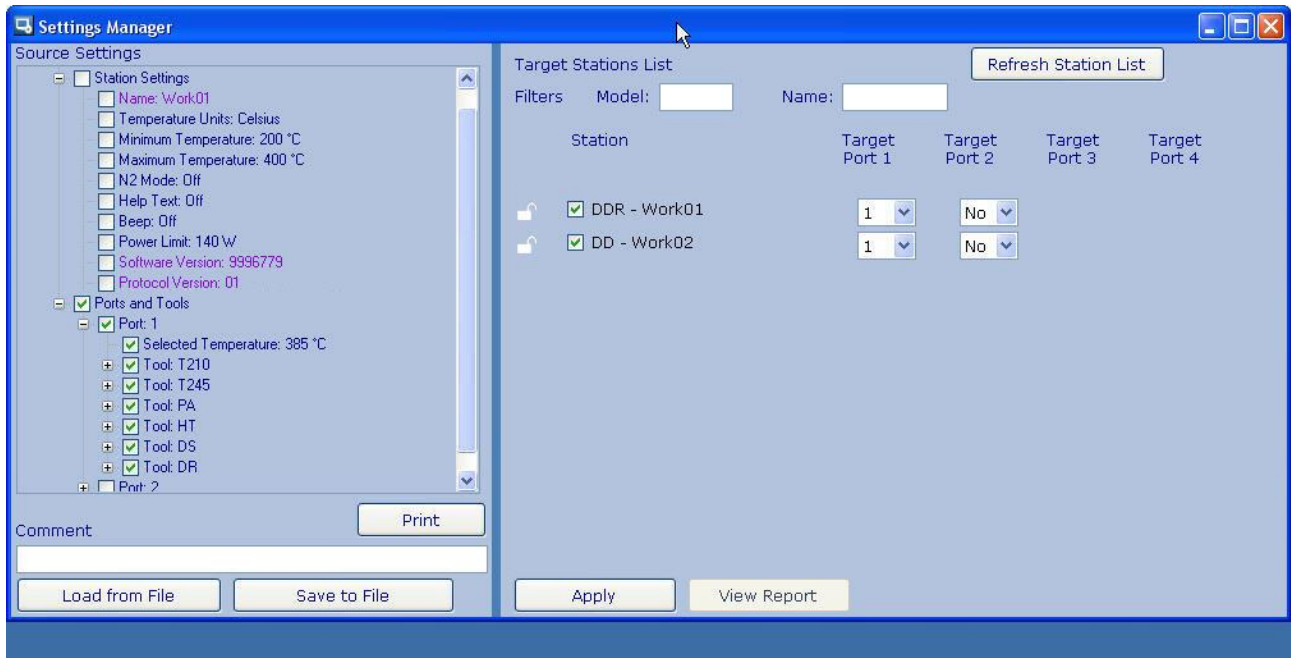 Settings Manager
Source Settings
Station Settings
Name: Work01
Temperature Units: Celsius
Minimum Temperature: 200 °C
Maximum Temperature: 400 °C
N2 Mode: Off
Help Text: Off
Beep: Off
Power Limit: 140 W
Software Version: 9996779
Protocol Version: 01
Ports and Tools
Port: 1
Selected Temperature: 385 °C
Tool: T210
Tool: T245
Tool: PA
Tool: HT
Tool: DS
Tool: DR
Port: 2
Print
Comment
Load from File Save to File
Target Stations List Refresh Station List
Filters Model: Name:
Station Target Target Target Target
Port 1 Port 2 Port 3 Port 4
DDR - Work01 1 No
DD - Work02 1 No
Apply View Report